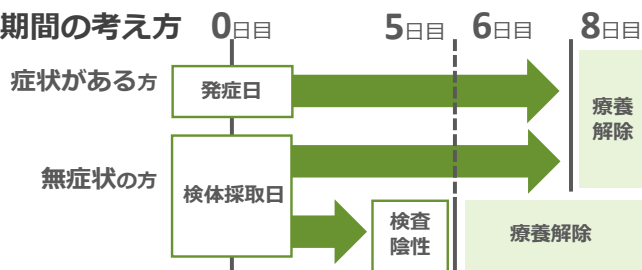 期間の考え方 0日目 5日目 6日目 8日目
症状がある方
発症日
療養
解除
無症状の方
検体採取日
検査
陰性
療養解除